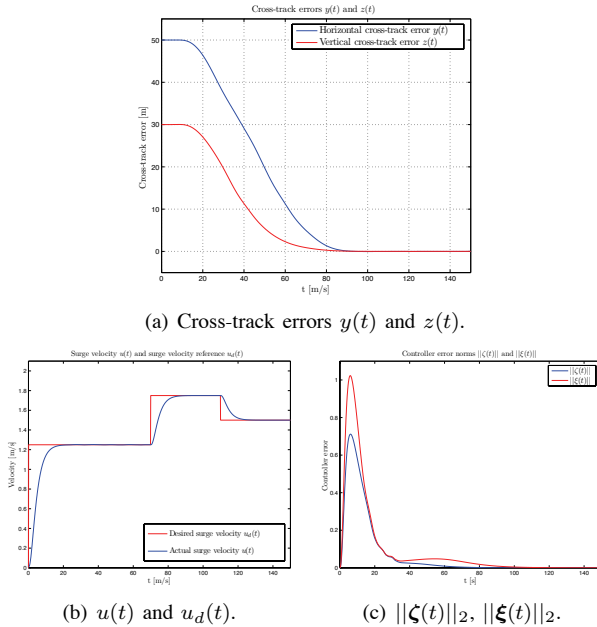 Cross-track errors y(t) and z(t)
Horizontal cross-track error y(t)
Vertical cross-track error z(t)
Cross-track error [m]
50
40
30
20
10
0
0 20 40 60 80 100 120 140
t [m/s]
(a) Cross-track errors y(t) and z(t).
Surge velocity u(t) and surge velocity reference u_d(t)
Velocity [m/s]
2
1.8
1.6
1.4
1.2
1
0.8
0.6
0.4
0.2
0
Desired surge velocity u_d(t)
Actual surge velocity u(t)
0 20 40 60 80 100 120 140
t [m/s]
(b) u(t) and u_d(t).
Controller error norms ||ζ(t)|| and ||ξ(t)||
||ζ(t)||
||ξ(t)||
Controller error
1
0.8
0.6
0.4
0.2
0
0 20 40 60 80 100 120 140
t [s]
(c) ||ζ(t)||₂, ||ξ(t)||₂.